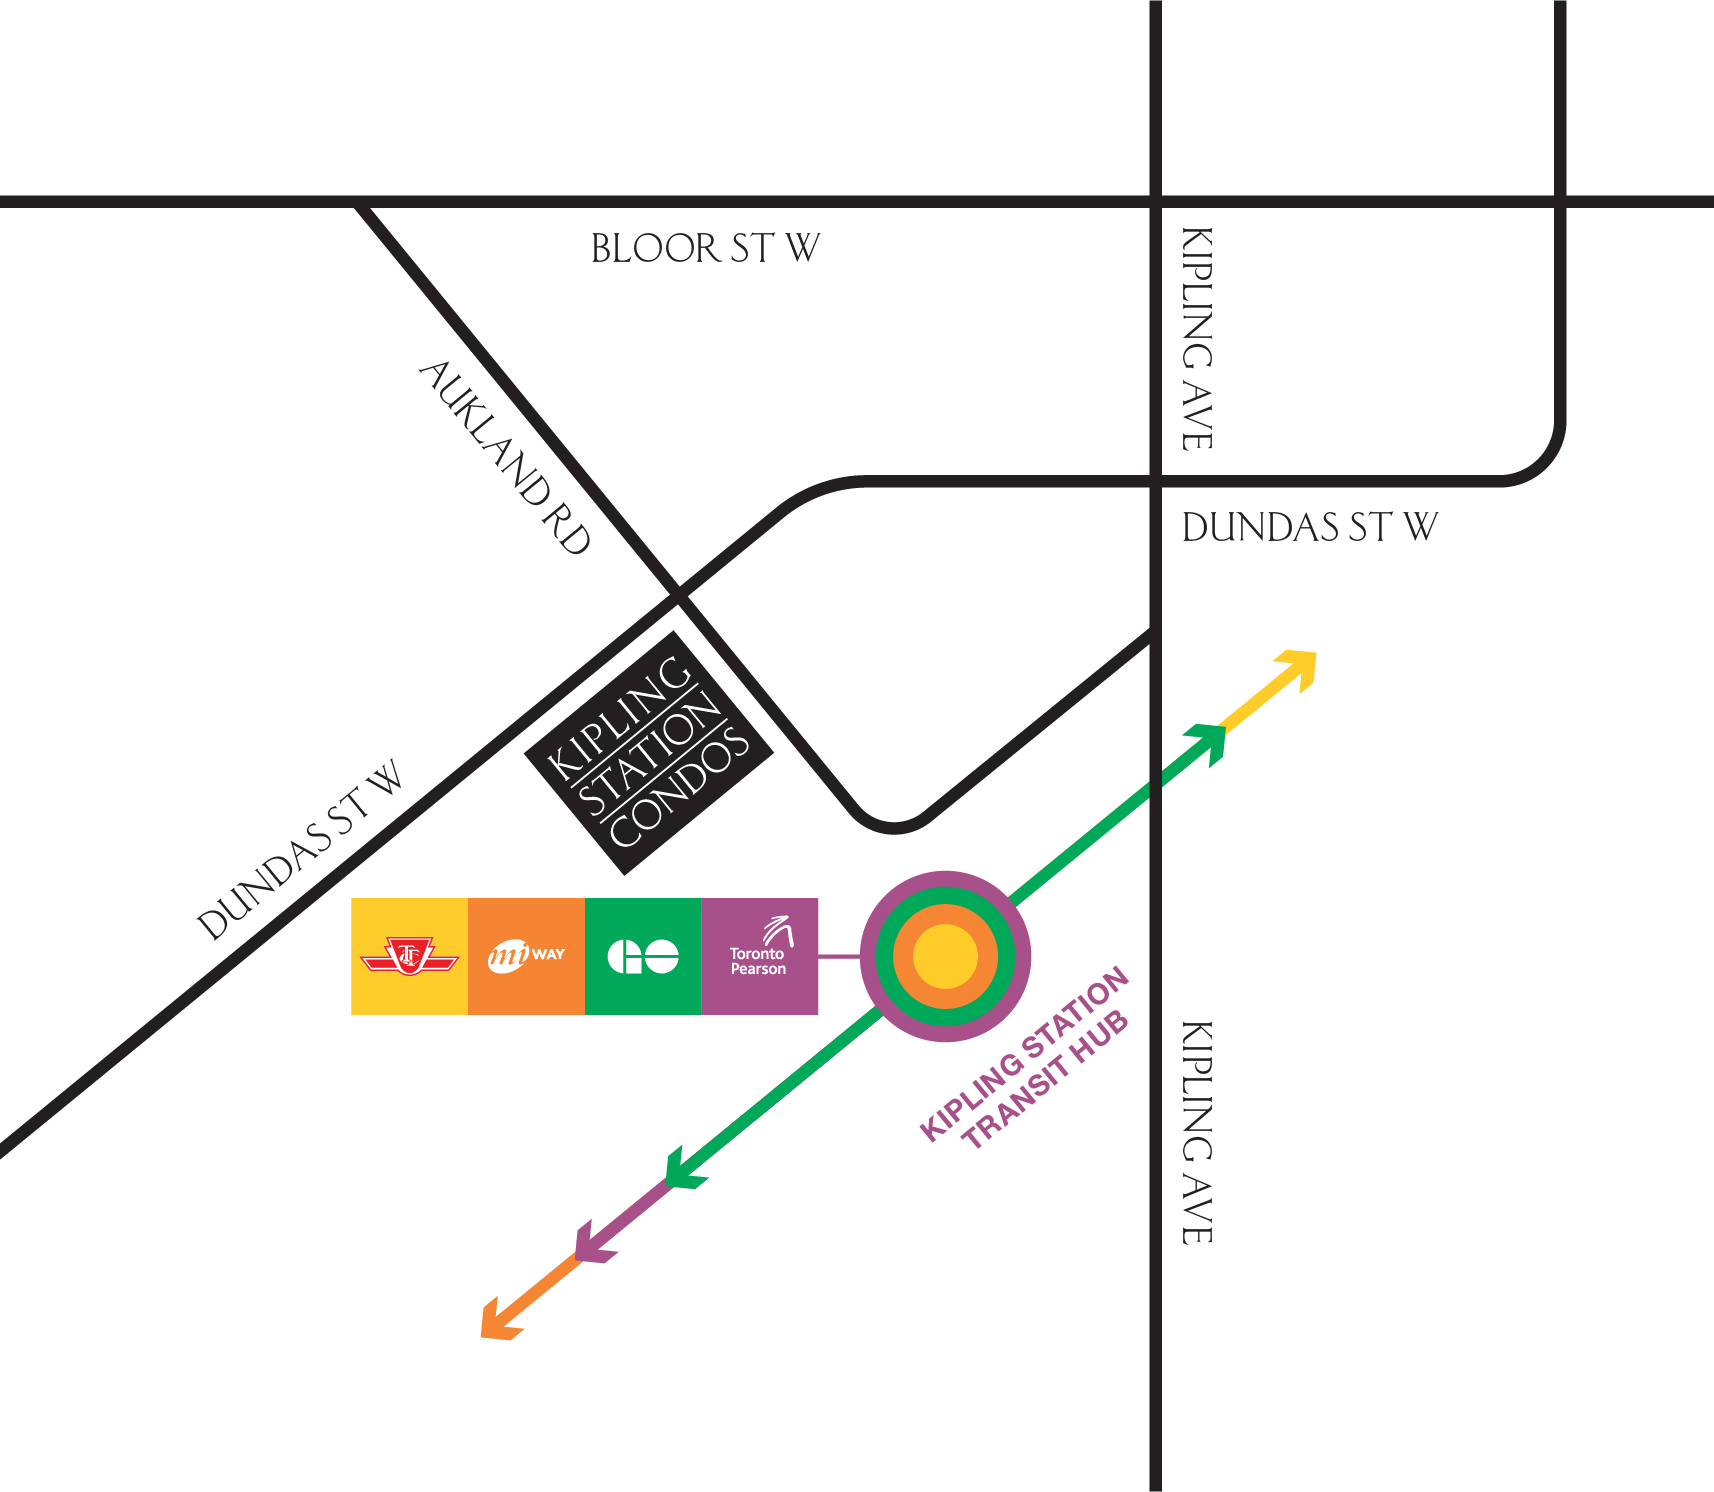 BLOOR ST W
KIPLING AVE
AUKLAND RD
DUNDAS ST W
KIPLING
STATION
CONDOS
DUNDAS ST W
TTC
mi WAY
GO
Toronto
Pearson
KIPLING STATION
TRANSIT HUB
KIPLING AVE